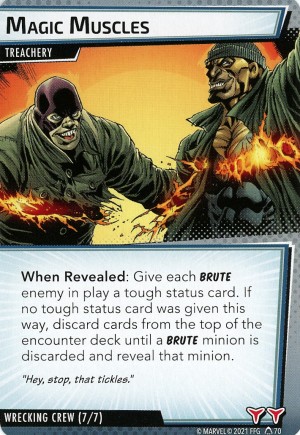 MAGIC MUSCLES
TREACHERY
When Revealed: Give each BRUTE
enemy in play a tough status card. If
no tough status card was given this
way, discard cards from the top of the
encounter deck until a BRUTE minion is
discarded and reveal that minion.
"Hey, stop, that tickles."
WRECKING CREW (7/7)
© MARVEL © 2021 FFG 70